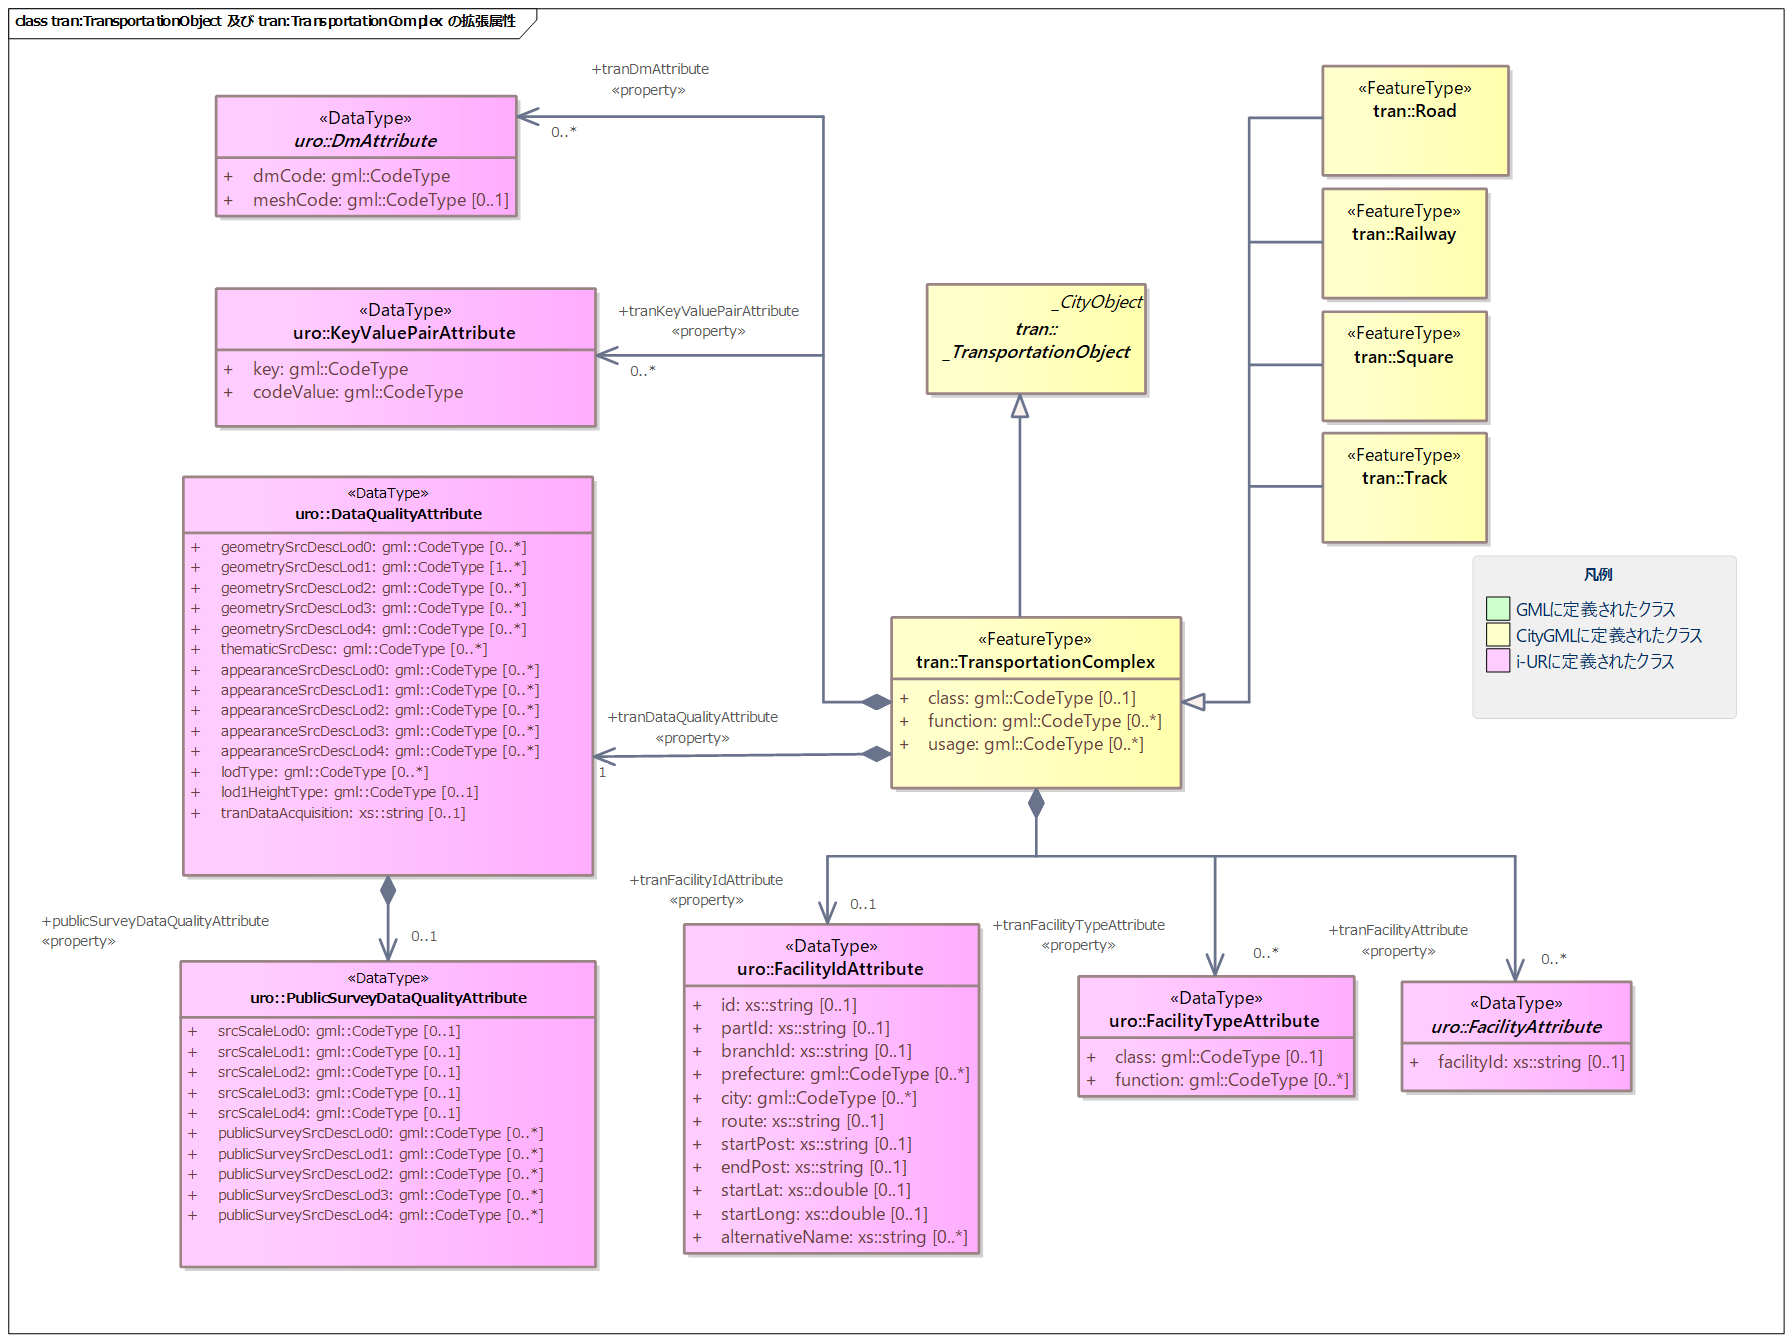 class tran:TransportationObject 及び tran:TransportationComplex の拡張属性
+tranDmAttribute
«property»
0..*
«DataType»
uro::DmAttribute
+ dmCode: gml::CodeType
+ meshCode: gml::CodeType [0..1]
+tranKeyValuePairAttribute
«property»
0..*
«DataType»
uro::KeyValuePairAttribute
+ key: gml::CodeType
+ codeValue: gml::CodeType
«DataType»
uro::DataQualityAttribute
+ geometrySrcDescLod0: gml::CodeType [0..*]
+ geometrySrcDescLod1: gml::CodeType [1..*]
+ geometrySrcDescLod2: gml::CodeType [0..*]
+ geometrySrcDescLod3: gml::CodeType [0..*]
+ geometrySrcDescLod4: gml::CodeType [0..*]
+ thematicSrcDesc: gml::CodeType [0..*]
+ appearanceSrcDescLod0: gml::CodeType [0..*]
+ appearanceSrcDescLod1: gml::CodeType [0..*]
+ appearanceSrcDescLod2: gml::CodeType [0..*]
+ appearanceSrcDescLod3: gml::CodeType [0..*]
+ appearanceSrcDescLod4: gml::CodeType [0..*]
+ lodType: gml::CodeType [0..*]
+ lod1HeightType: gml::CodeType [0..1]
+ tranDataAcquisition: xs::string [0..1]
+tranDataQualityAttribute
«property»
1
+publicSurveyDataQualityAttribute
«property»
0..1
«DataType»
uro::PublicSurveyDataQualityAttribute
+ srcScaleLod0: gml::CodeType [0..1]
+ srcScaleLod1: gml::CodeType [0..1]
+ srcScaleLod2: gml::CodeType [0..1]
+ srcScaleLod3: gml::CodeType [0..1]
+ srcScaleLod4: gml::CodeType [0..1]
+ publicSurveySrcDescLod0: gml::CodeType [0..*]
+ publicSurveySrcDescLod1: gml::CodeType [0..*]
+ publicSurveySrcDescLod2: gml::CodeType [0..*]
+ publicSurveySrcDescLod3: gml::CodeType [0..*]
+ publicSurveySrcDescLod4: gml::CodeType [0..*]
_CityObject
tran::
_TransportationObject
«FeatureType»
tran::TransportationComplex
+ class: gml::CodeType [0..1]
+ function: gml::CodeType [0..*]
+ usage: gml::CodeType [0..*]
«FeatureType»
tran::Road
«FeatureType»
tran::Railway
«FeatureType»
tran::Square
«FeatureType»
tran::Track
凡例
GMLに定義されたクラス
CityGMLに定義されたクラス
i-URに定義されたクラス
+tranFacilityIdAttribute
«property»
0..1
«DataType»
uro::FacilityIdAttribute
+ id: xs::string [0..1]
+ partId: xs::string [0..1]
+ branchId: xs::string [0..1]
+ prefecture: gml::CodeType [0..*]
+ city: gml::CodeType [0..*]
+ route: xs::string [0..1]
+ startPost: xs::string [0..1]
+ endPost: xs::string [0..1]
+ startLat: xs::double [0..1]
+ startLong: xs::double [0..1]
+ alternativeName: xs::string [0..*]
+tranFacilityTypeAttribute
«property»
0..*
«DataType»
uro::FacilityTypeAttribute
+ class: gml::CodeType [0..1]
+ function: gml::CodeType [0..*]
+tranFacilityAttribute
«property»
0..*
«DataType»
uro::FacilityAttribute
+ facilityId: xs::string [0..1]